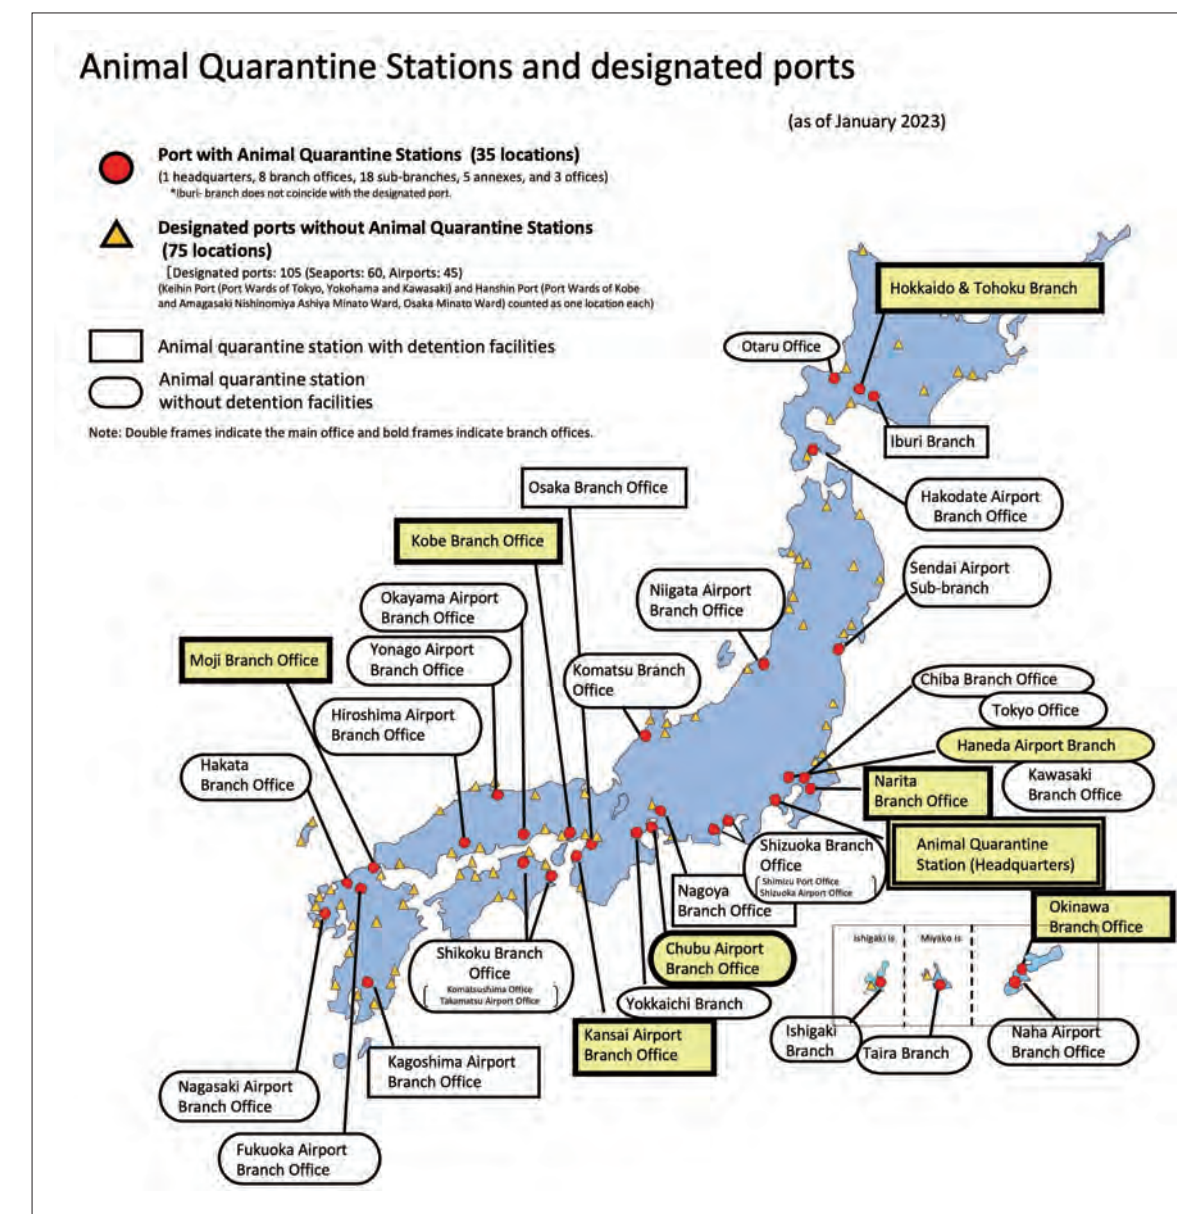 Animal Quarantine Stations and designated ports
(as of January 2023)
Port with Animal Quarantine Stations (35 locations)
(1 headquarters, 8 branch offices, 18 sub-branches, 5 annexes, and 3 offices)
*Iburi- branch does not coincide with the designated port.
Designated ports without Animal Quarantine Stations
(75 locations)
[Designated ports: 105 (Seaports: 60, Airports: 45)
(Keihin Port (Port Wards of Tokyo, Yokohama and Kawasaki) and Hanshin Port (Port Wards of Kobe
and Amagasaki Nishinomiya Ashiya Minato Ward, Osaka Minato Ward) counted as one location each)
Animal quarantine station with detention facilities
Animal quarantine station
without detention facilities
Note: Double frames indicate the main office and bold frames indicate branch offices.
Hokkaido & Tohoku Branch
Otaru Office
Iburi Branch
Hakodate Airport
Branch Office
Osaka Branch Office
Kobe Branch Office
Sendai Airport
Sub-branch
Niigata Airport
Branch Office
Okayama Airport
Branch Office
Yonago Airport
Branch Office
Moji Branch Office
Komatsu Branch
Office
Chiba Branch Office
Tokyo Office
Hiroshima Airport
Branch Office
Haneda Airport Branch
Hakata
Branch Office
Kawasaki
Branch Office
Narita
Branch Office
Animal Quarantine
Station (Headquarters)
Shizuoka Branch
Office
Shimizu Port Office
Shizuoka Airport Office
Nagoya
Branch Office
Okinawa
Branch Office
Chubu Airport
Branch Office
Shikoku Branch
Office
Komatsushima Office
Takamatsu Airport Office
Ishigaki is
Miyako is
Yokkaichi Branch
Kansai Airport
Branch Office
Ishigaki
Branch
Taira Branch
Naha Airport
Branch Office
Kagoshima Airport
Branch Office
Nagasaki Airport
Branch Office
Fukuoka Airport
Branch Office